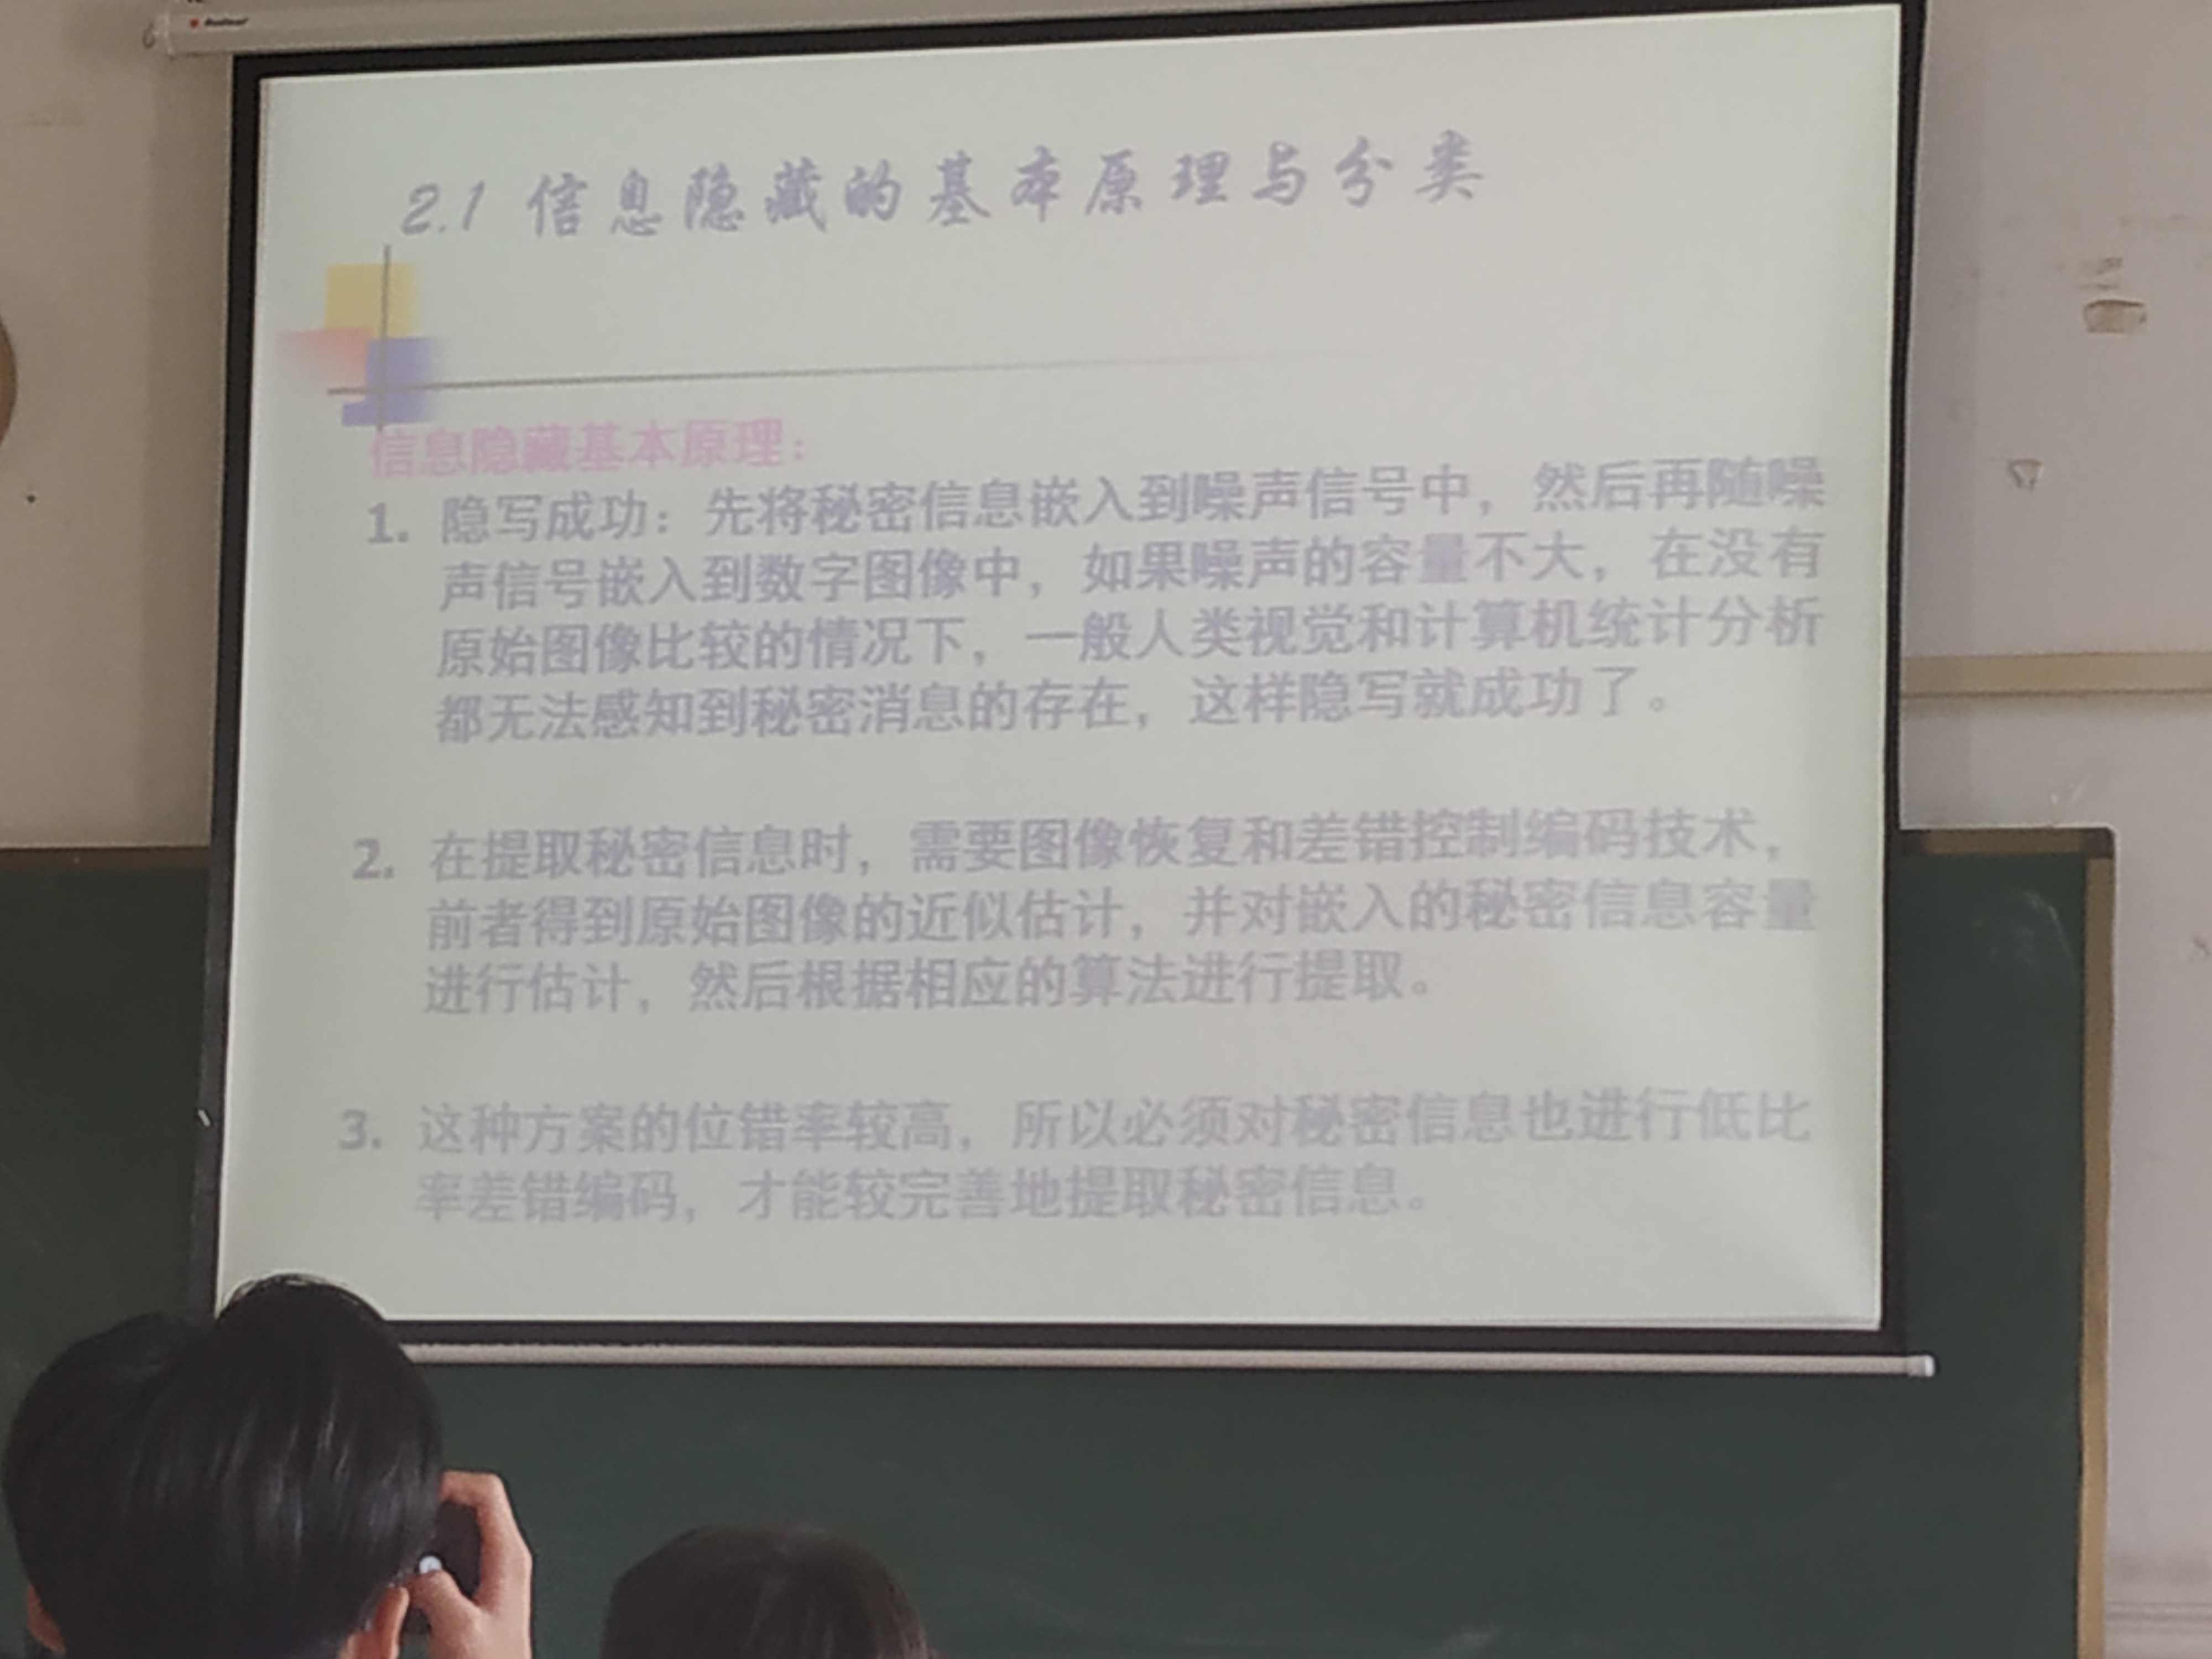 2.1 信息隐藏的基本原理与分类
信息隐藏基本原理：
1. 隐写成功：先将秘密信息嵌入到噪声信号中，然后再随噪
声信号嵌入到数字图像中，如果噪声的容量不大，在没有
原始图像比较的情况下，一般人类视觉和计算机统计分析
都无法感知到秘密消息的存在，这样隐写就成功了。
2. 在提取秘密信息时，需要图像恢复和差错控制编码技术，
前者得到原始图像的近似估计，并对嵌入的秘密信息容量
进行估计，然后根据相应的算法进行提取。
3. 这种方案的位错率较高，所以必须对秘密信息也进行低比
率差错编码，才能较完善地提取秘密信息。